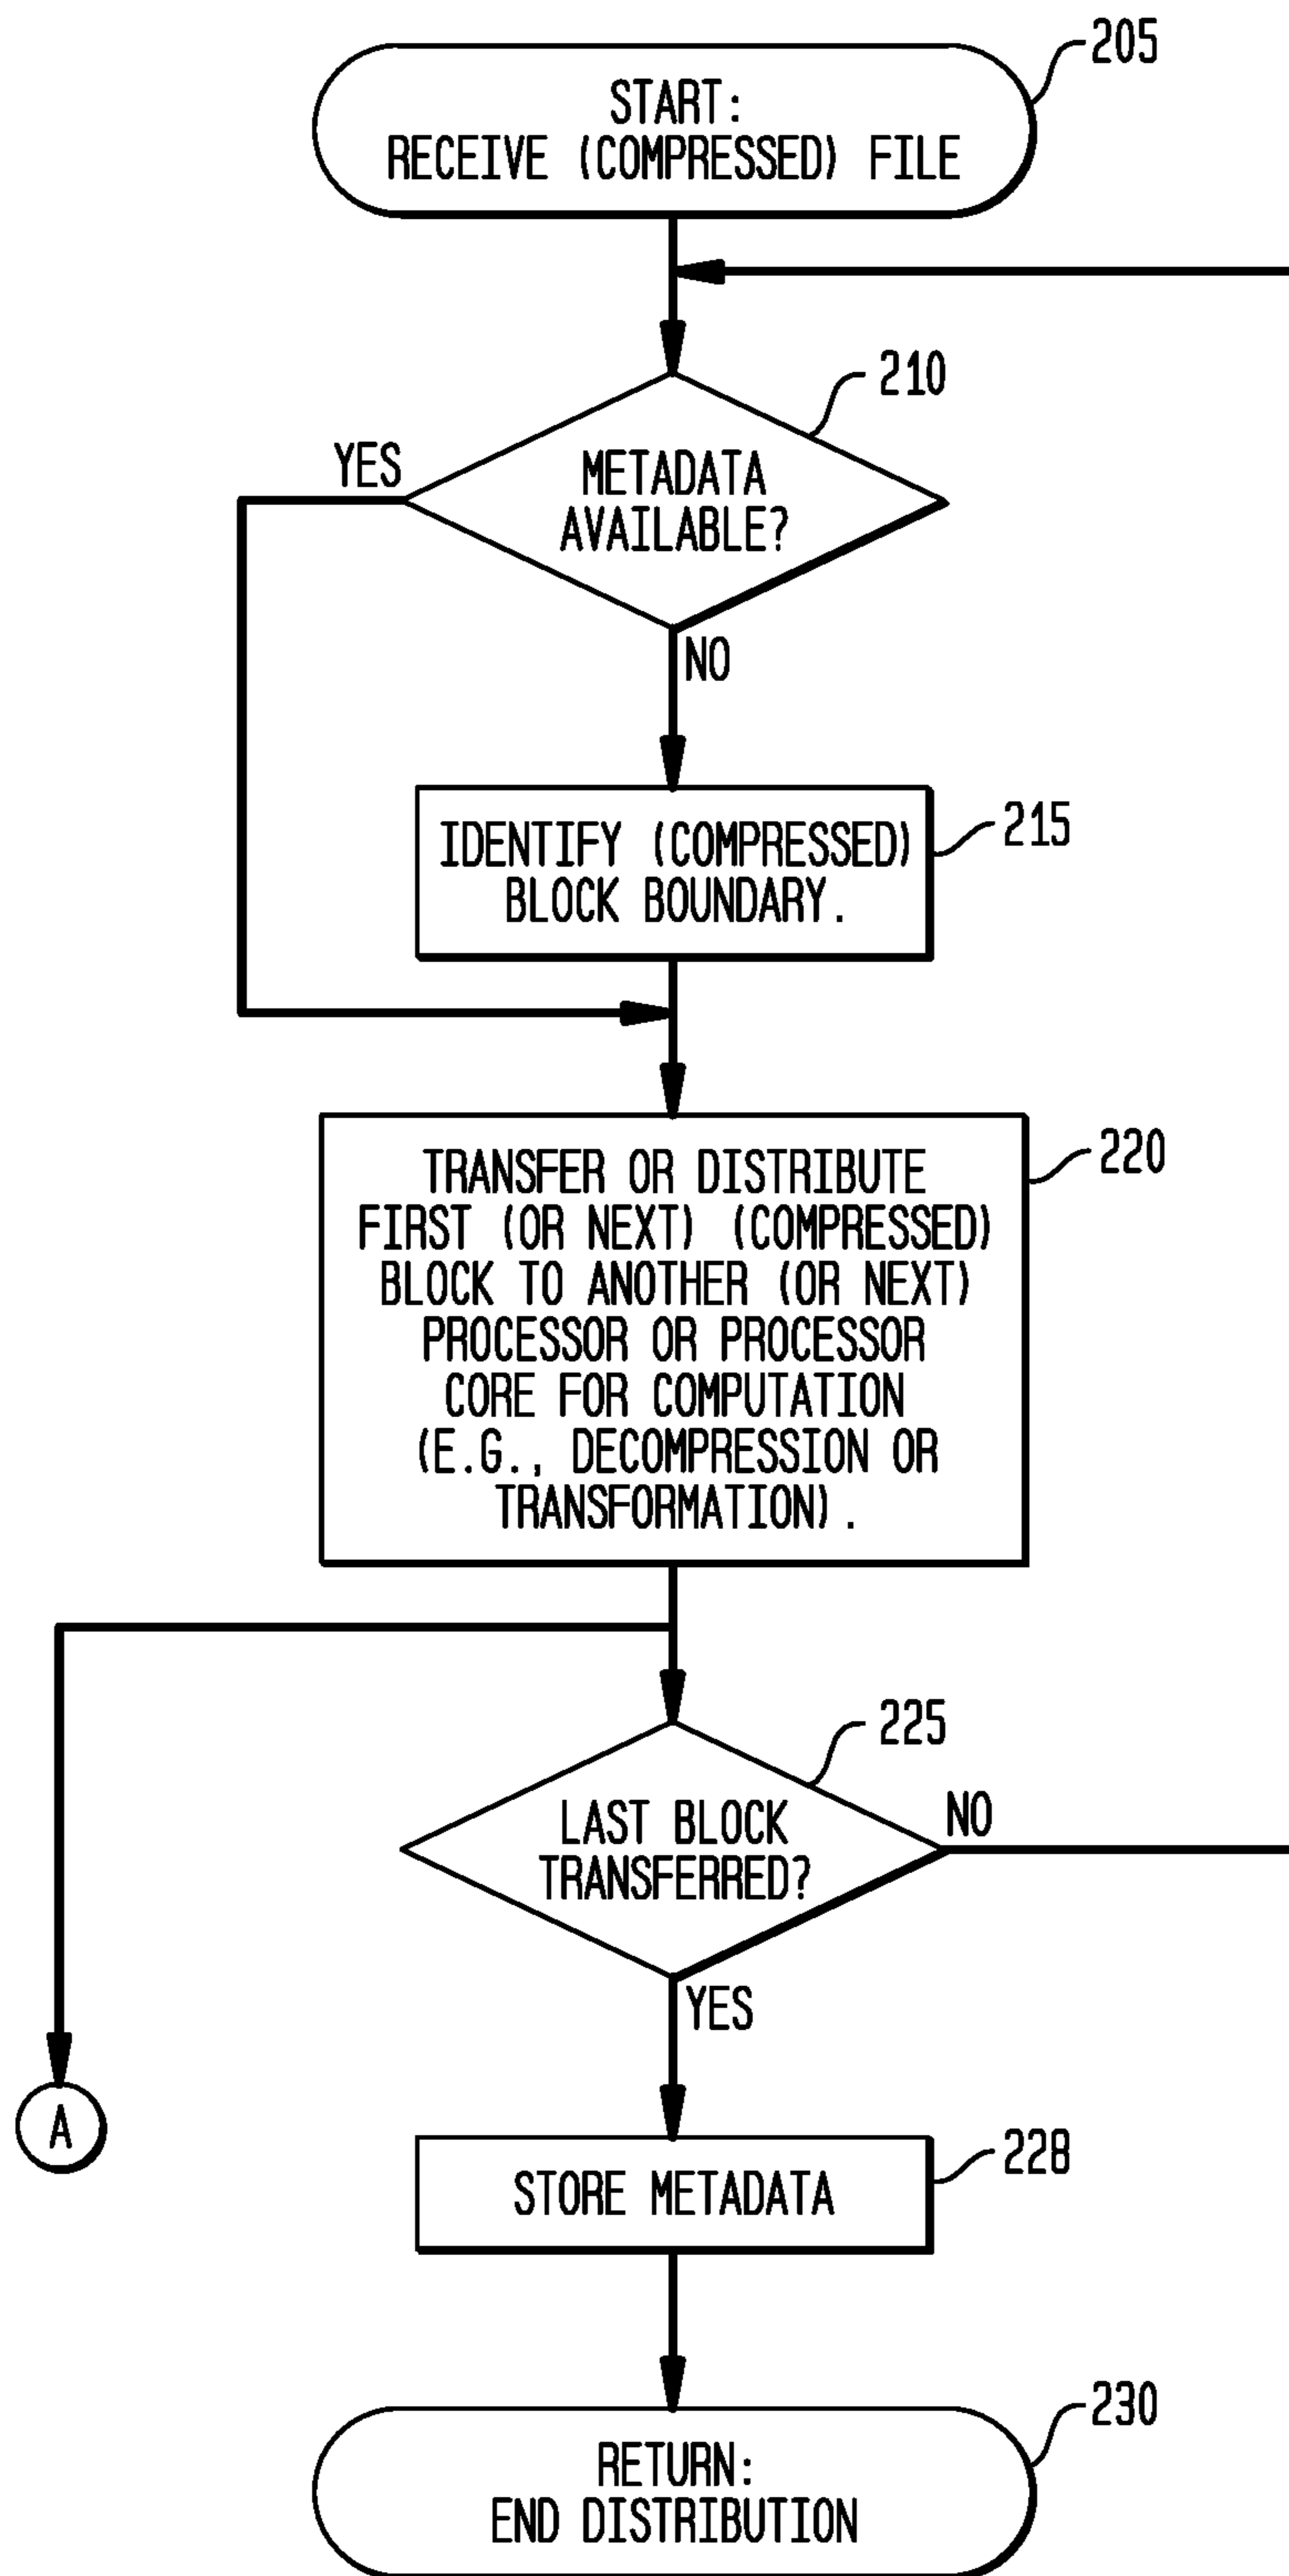 205
START:
RECEIVE (COMPRESSED) FILE
210
YES
METADATA
AVAILABLE?
NO
215
IDENTIFY (COMPRESSED)
BLOCK BOUNDARY.
220
TRANSFER OR DISTRIBUTE
FIRST (OR NEXT) (COMPRESSED)
BLOCK TO ANOTHER (OR NEXT)
PROCESSOR OR PROCESSOR
CORE FOR COMPUTATION
(E.G., DECOMPRESSION OR
TRANSFORMATION).
225
LAST BLOCK
TRANSFERRED?
NO
YES
A
228
STORE METADATA
230
RETURN:
END DISTRIBUTION